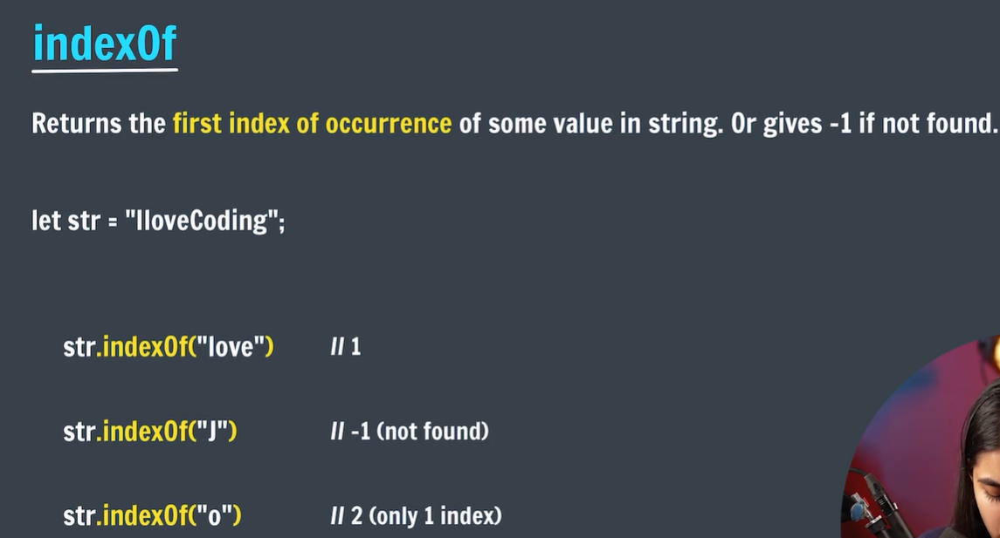 indexOf
Returns the first index of occurrence of some value in string. Or gives -1 if not found.
let str = "IloveCoding";
str.indexOf("love") // 1
str.indexOf("J") // -1 (not found)
str.indexOf("o") // 2 (only 1 index)